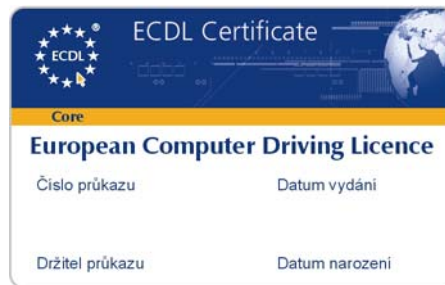 ECDL Certificate
ECDL
®
Core
European Computer Driving Licence
Číslo průkazu Datum vydání
Držitel průkazu Datum narození